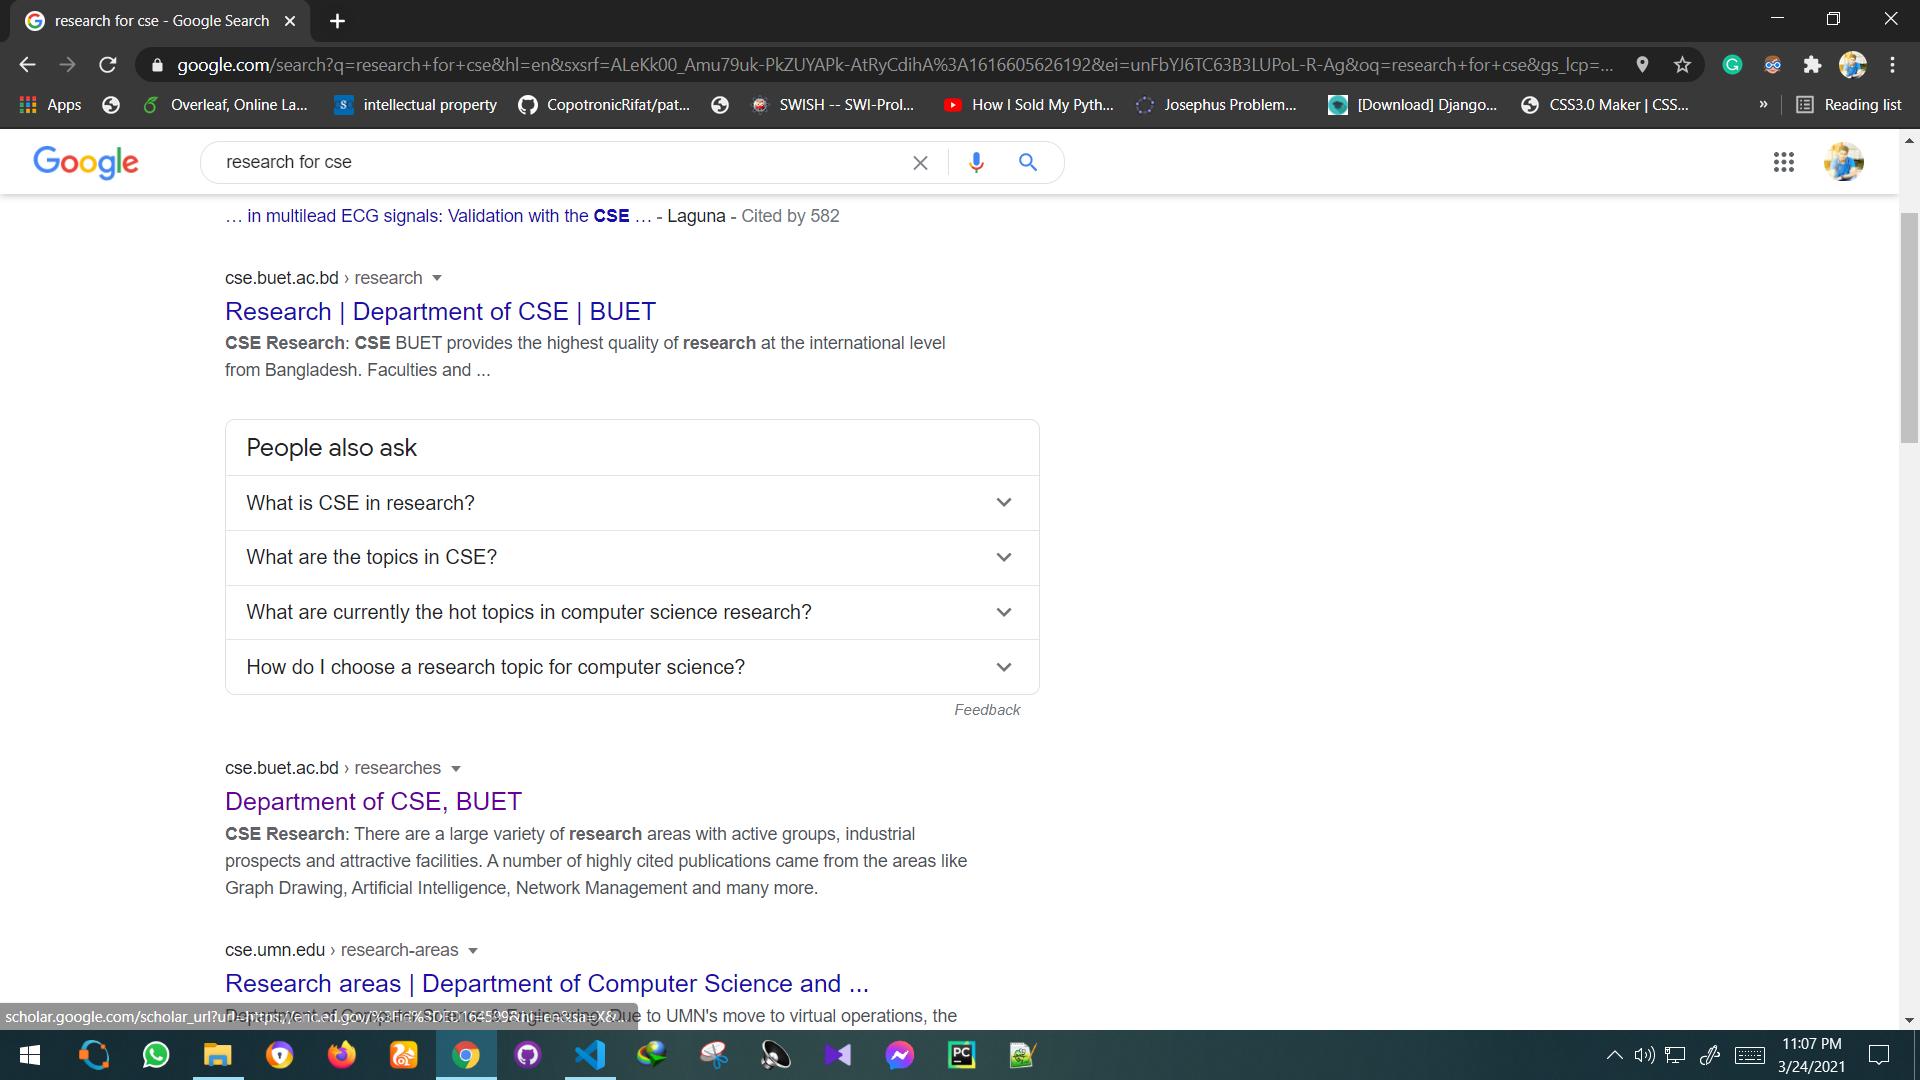 research for cse - Google Search
google.com/search?q=research+for+cse&hl=en&sxsrf=ALeKk00_Amu79uk-PkZUYAPk-AtRyCdihA%3A1616605626192&ei=unFbYJ6TC63B3LUPoL-R-Ag&oq=research+for+cse&gs_lcp=...
Apps
Overleaf, Online La...
intellectual property
CopotronicRifat/pat...
SWISH -- SWI-Prol...
How I Sold My Pyth...
Josephus Problem...
[Download] Django...
CSS3.0 Maker | CSS...
»
Reading list
Google
research for cse
… in multilead ECG signals: Validation with the CSE … - Laguna - Cited by 582
cse.buet.ac.bd › research
Research | Department of CSE | BUET
CSE Research: CSE BUET provides the highest quality of research at the international level
from Bangladesh. Faculties and ...
People also ask
What is CSE in research?
What are the topics in CSE?
What are currently the hot topics in computer science research?
How do I choose a research topic for computer science?
Feedback
cse.buet.ac.bd › researches
Department of CSE, BUET
CSE Research: There are a large variety of research areas with active groups, industrial
prospects and attractive facilities. A number of highly cited publications came from the areas like
Graph Drawing, Artificial Intelligence, Network Management and many more.
cse.umn.edu › research-areas
Research areas | Department of Computer Science and ...
to UMN's move to virtual operations, the
scholar.google.com/scholar_url?
11:07 PM
3/24/2021